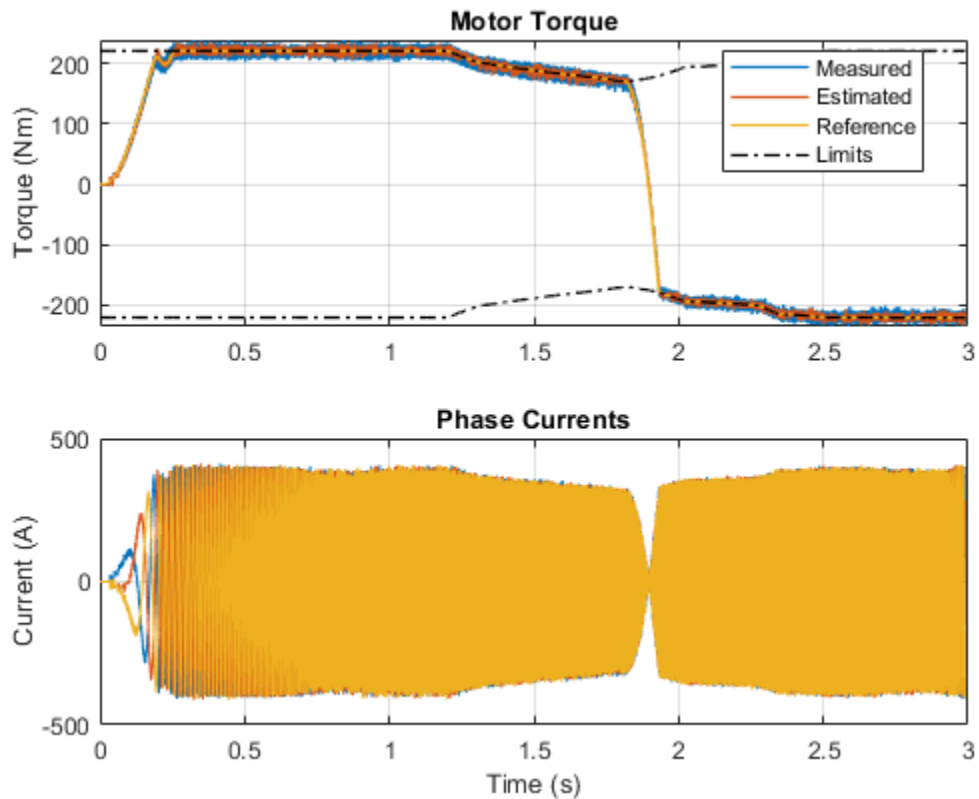 Motor Torque
Torque (Nm)
200
100
0
-100
-200
Measured
Estimated
Reference
Limits
0 0.5 1 1.5 2 2.5 3
Phase Currents
Current (A)
500
0
-500
0 0.5 1 1.5 2 2.5 3
Time (s)